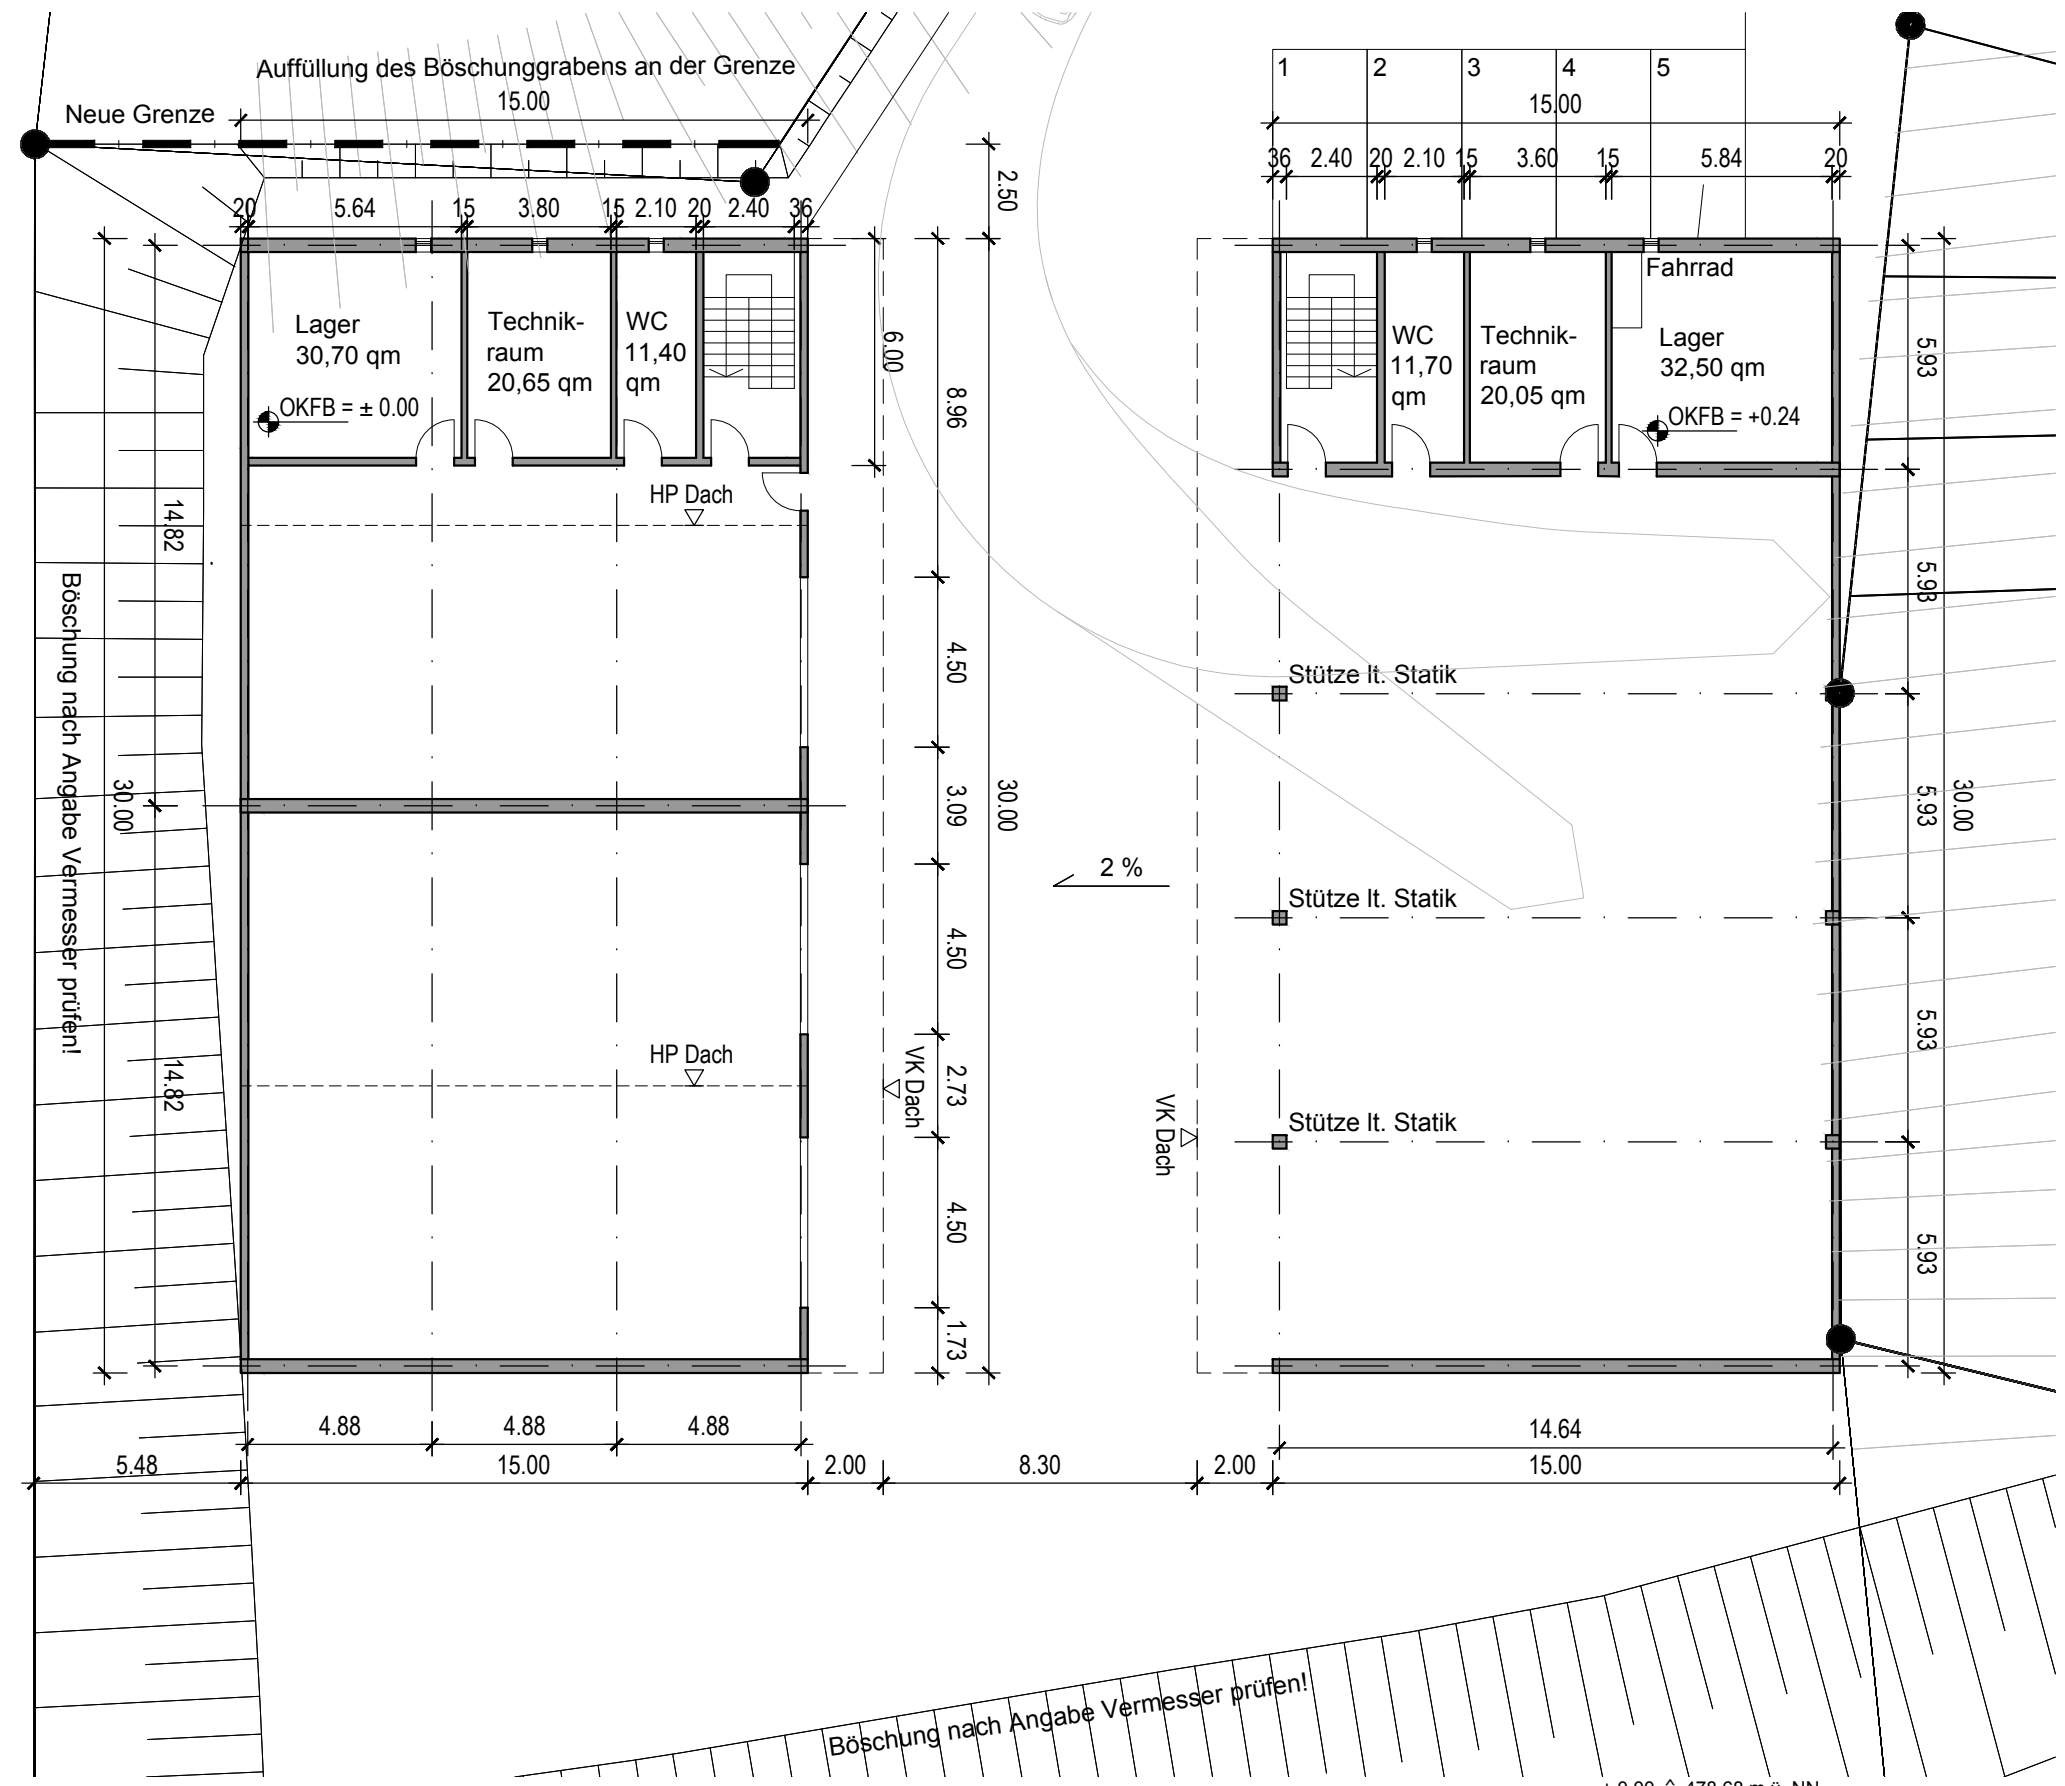 Auffüllung des Böschunggrabens an der Grenze
15.00
Neue Grenze
1 2 3 4 5
15.00
36 2.40 20 2.10 15 3.60 15 5.84 20
2.50
20 5.64 15 3.80 15 2.10 20 2.40 36
Lager
30,70 qm
OKFB = ± 0.00
Technik-
raum
20,65 qm
WC
11,40
qm
6.00
8.96
WC
11,70
qm
Technik-
raum
20,05 qm
Fahrrad
Lager
32,50 qm
OKFB = +0.24
5.93
HP Dach
14.82
Böschung nach Angabe Vermesser prüfen!
30.00
4.50
5.93
Stütze lt. Statik
3.09
30.00
5.93
30.00
2 %
Stütze lt. Statik
4.50
5.93
HP Dach
14.82
VK Dach
2.73
VK Dach
Stütze lt. Statik
4.50
5.93
1.73
4.88 4.88 4.88
14.64
5.48 15.00 2.00 8.30 2.00 15.00
Böschung nach Angabe Vermesser prüfen!